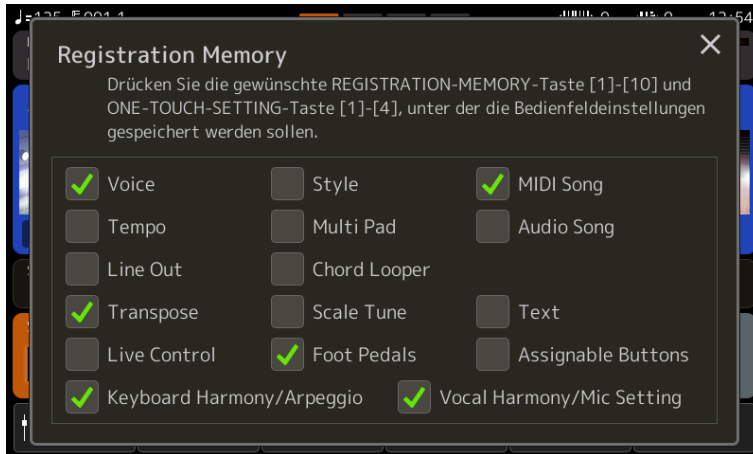 Registration Memory
Drücken Sie die gewünschte REGISTRATION-MEMORY-Taste [1]-[10] und
ONE-TOUCH-SETTING-Taste [1]-[4], unter der die Bedienfeldeinstellungen
gespeichert werden sollen.
Voice Style MIDI Song
Tempo Multi Pad Audio Song
Line Out Chord Looper
Transpose Scale Tune Text
Live Control Foot Pedals Assignable Buttons
Keyboard Harmony/Arpeggio Vocal Harmony/Mic Setting